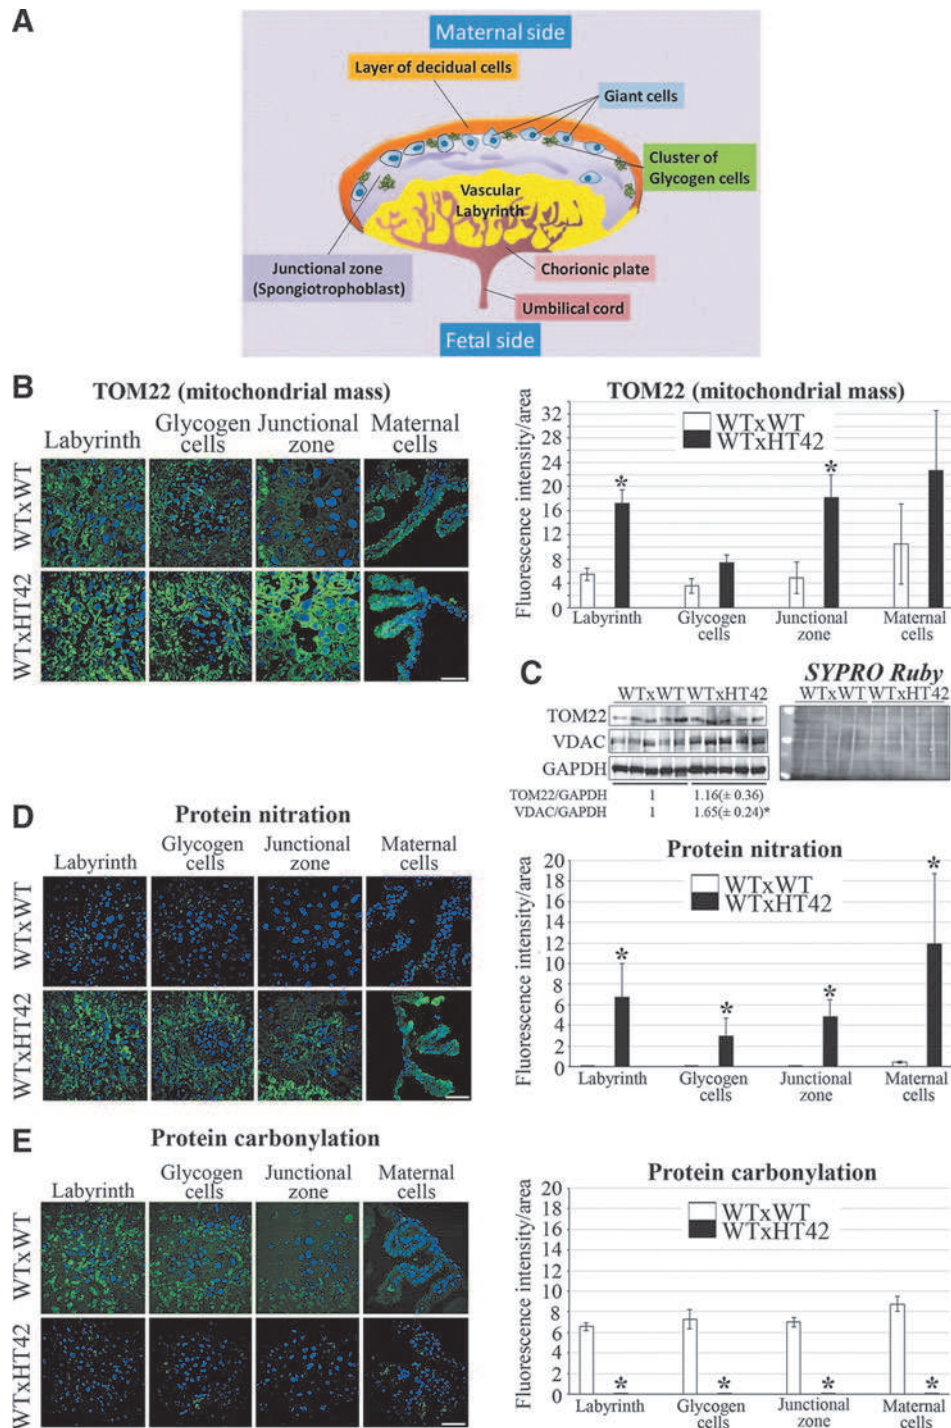 A
Maternal side
Layer of decidual cells
Giant cells
Cluster of
Glycogen cells
Vascular
Labyrinth
Junctional zone
(Spongiotrophoblast)
Chorionic plate
Umbilical cord
Fetal side
B
TOM22 (mitochondrial mass)
Labyrinth
Glycogen
cells
Junctional
zone
Maternal
cells
WTxWT
WTxHT42
TOM22 (mitochondrial mass)
Fluorescence intensity/area
32
28
24
20
16
12
8
4
0
WTxWT
WTxHT42
*
*
Labyrinth
Glycogen
cells
Junctional
zone
Maternal
cells
C
SYPRO Ruby
WTxWT WTxHT42
WTxWT WTxHT42
TOM22
VDAC
GAPDH
TOM22/GAPDH 1 1.16(± 0.36)
VDAC/GAPDH 1 1.65(± 0.24)*
D
Protein nitration
Labyrinth
Glycogen
cells
Junctional
zone
Maternal
cells
WTxWT
WTxHT42
Protein nitration
Fluorescence intensity/area
20
18
16
14
12
10
8
6
4
2
0
WTxWT
WTxHT42
*
*
*
*
Labyrinth
Glycogen
cells
Junctional
zone
Maternal
cells
E
Protein carbonylation
Labyrinth
Glycogen
cells
Junctional
zone
Maternal
cells
WTxWT
WTxHT42
Protein carbonylation
Fluorescence intensity/area
20
18
16
14
12
10
8
6
4
2
0
WTxWT
WTxHT42
*
*
*
*
Labyrinth
Glycogen
cells
Junctional
zone
Maternal
cells